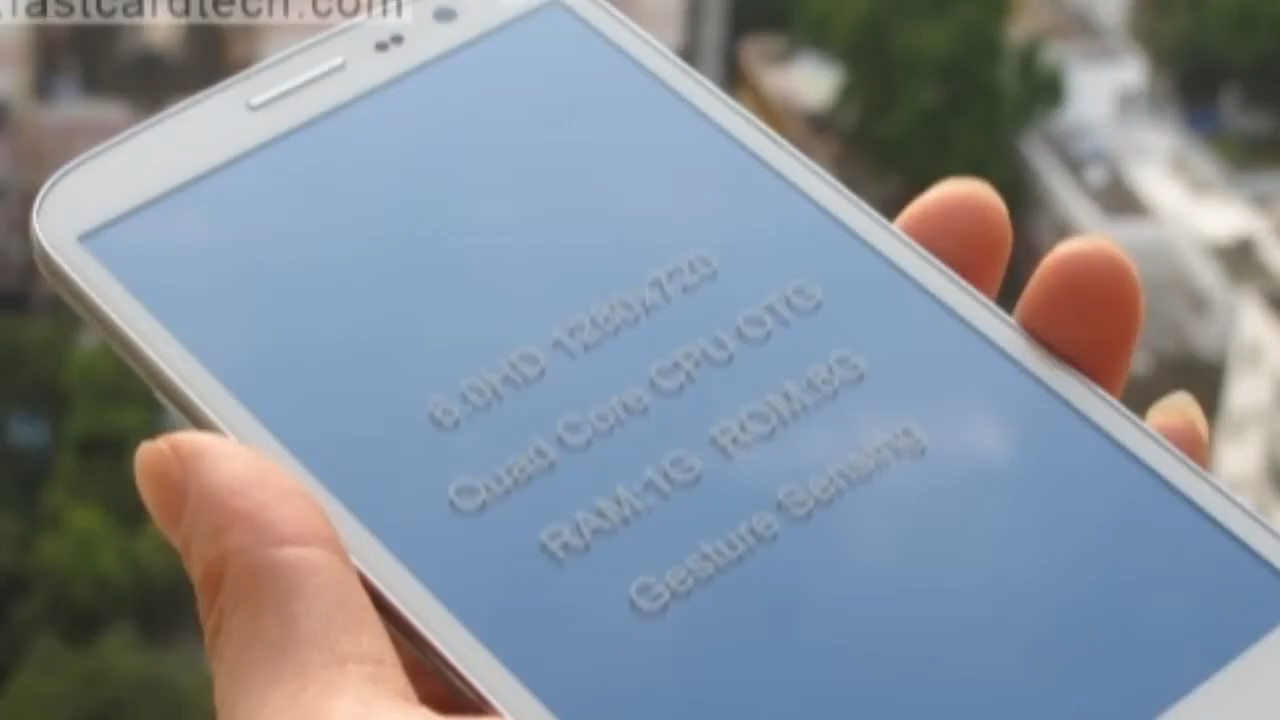 .fastcardtech.com
6.0HD 1280x720
Quad Core CPU OTG
RAM:1G ROM:8G
Gesture Sensing